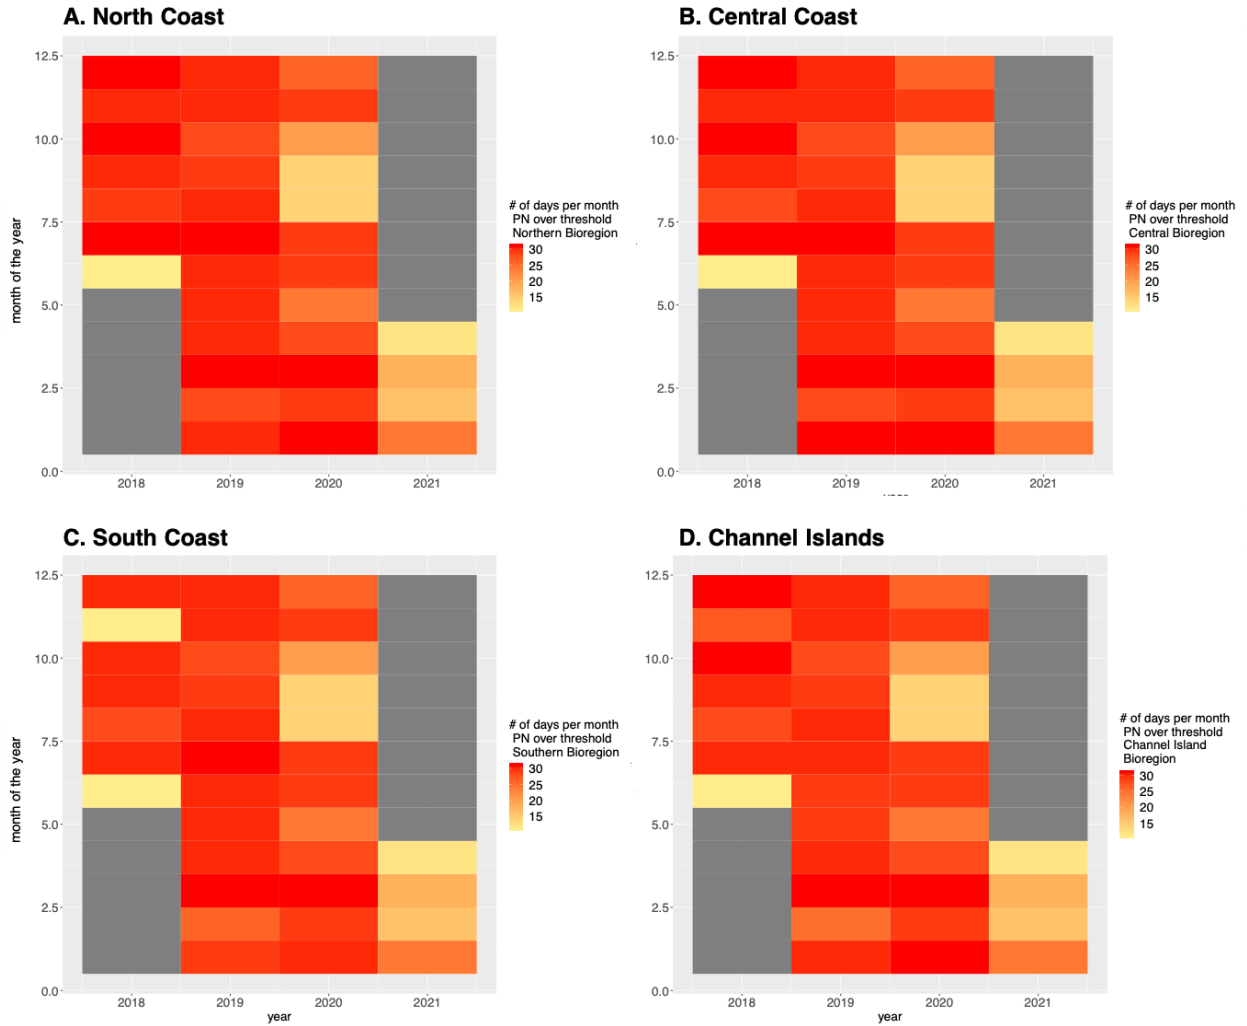 A. North Coast
12.5
10.0
7.5
5.0
2.5
0.0
month of the year
2018 2019 2020 2021
# of days per month
PN over threshold
Northern Bioregion
30
25
20
15
B. Central Coast
12.5
10.0
7.5
5.0
2.5
0.0
2018 2019 2020 2021
# of days per month
PN over threshold
Central Bioregion
30
25
20
15
C. South Coast
12.5
10.0
7.5
5.0
2.5
0.0
month of the year
2018 2019 2020 2021
year
# of days per month
PN over threshold
Southern Bioregion
30
25
20
15
D. Channel Islands
12.5
10.0
7.5
5.0
2.5
0.0
2018 2019 2020 2021
year
# of days per month
PN over threshold
Channel Island
Bioregion
30
25
20
15